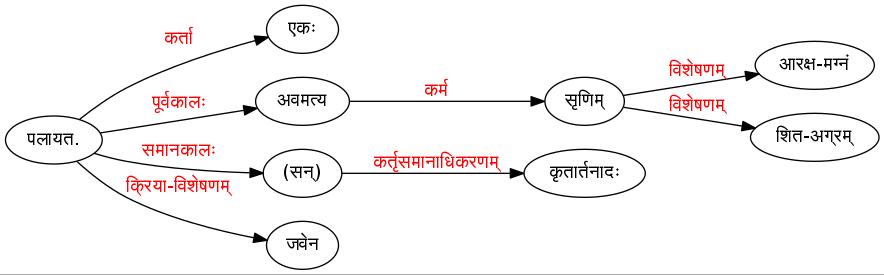 कर्ता
एकः
पूर्वकालः
अवमत्य
कर्म
सृणिम्
विशेषणम्
आरक्ष-मग्नं
विशेषणम्
शित-अग्रम्
पलायत.
समानकालः
(सन्)
कर्तृसमानाधिकरणम्
कृतार्तनादः
क्रिया-विशेषणम्
जवेन